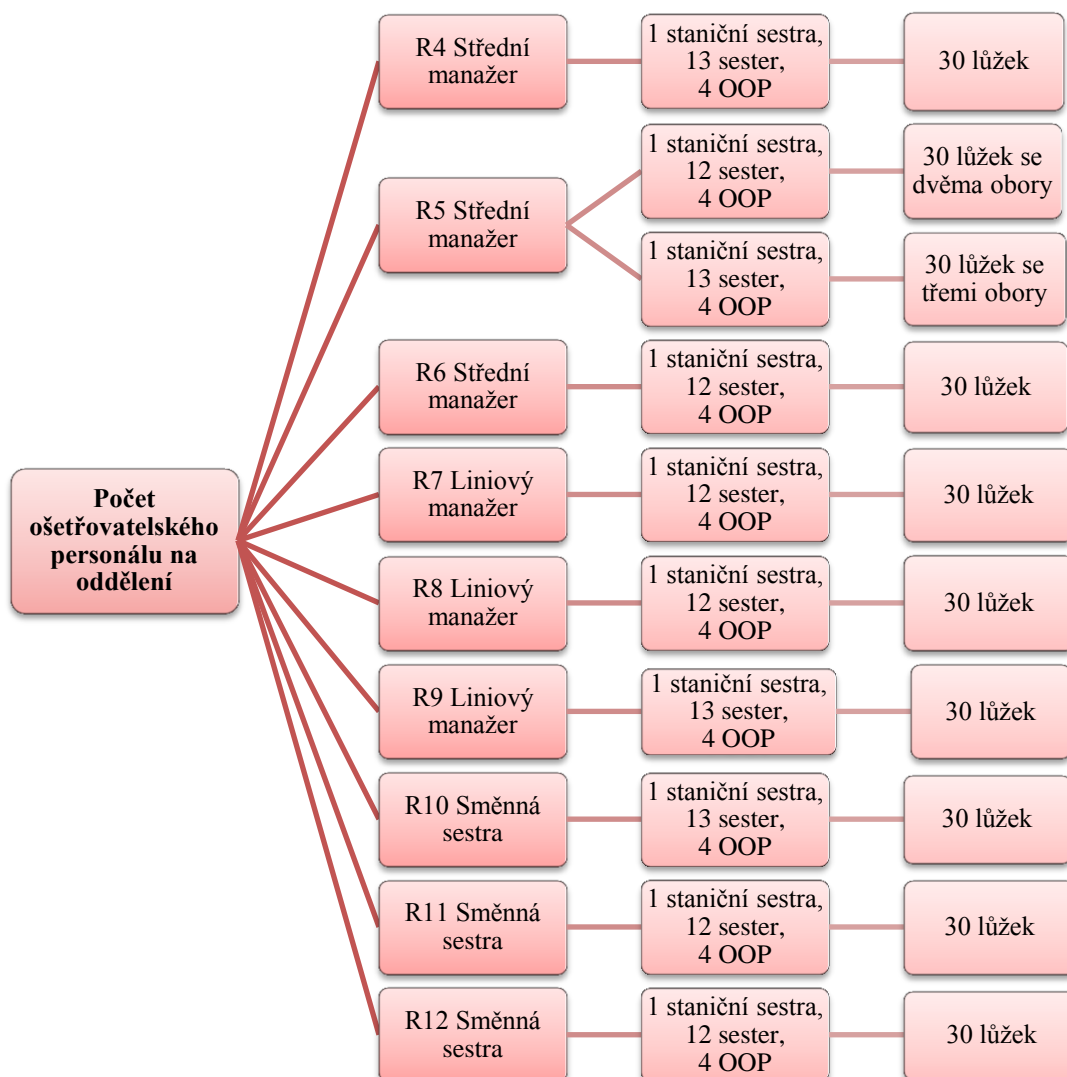 Počet
ošetřovatelského
personálu na
oddělení
R4 Střední
manažer
1 staniční sestra,
13 sester,
4 OOP
30 lůžek
R5 Střední
manažer
1 staniční sestra,
12 sester,
4 OOP
30 lůžek se
dvěma obory
1 staniční sestra,
13 sester,
4 OOP
30 lůžek se
třemi obory
R6 Střední
manažer
1 staniční sestra,
12 sester,
4 OOP
30 lůžek
R7 Liniový
manažer
1 staniční sestra,
12 sester,
4 OOP
30 lůžek
R8 Liniový
manažer
1 staniční sestra,
12 sester,
4 OOP
30 lůžek
R9 Liniový
manažer
1 staniční sestra,
13 sester,
4 OOP
30 lůžek
R10 Směnná
sestra
1 staniční sestra,
13 sester,
4 OOP
30 lůžek
R11 Směnná
sestra
1 staniční sestra,
12 sester,
4 OOP
30 lůžek
R12 Směnná
sestra
1 staniční sestra,
12 sester,
4 OOP
30 lůžek